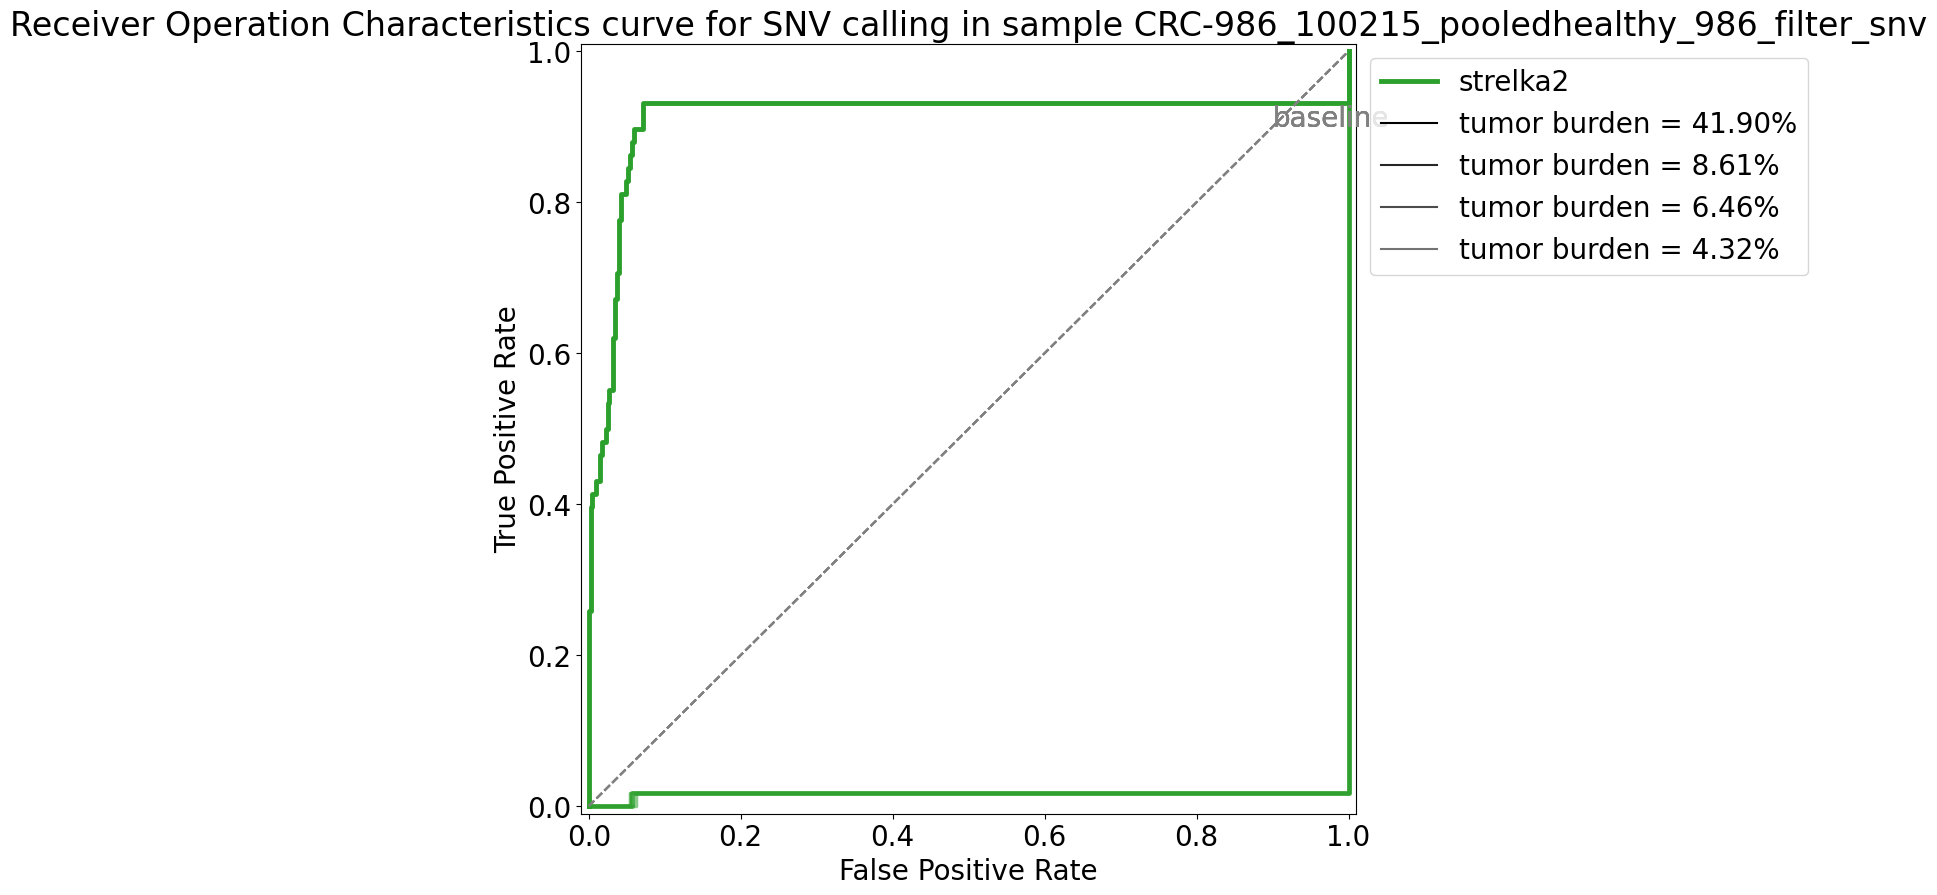 Receiver Operation Characteristics curve for SNV calling in sample CRC-986_100215_pooledhealthy_986_filter_snv
1.0
0.8
0.6
0.4
0.2
0.0
True Positive Rate
baseline
strelka2
tumor burden = 41.90%
tumor burden = 8.61%
tumor burden = 6.46%
tumor burden = 4.32%
0.0 0.2 0.4 0.6 0.8 1.0
False Positive Rate